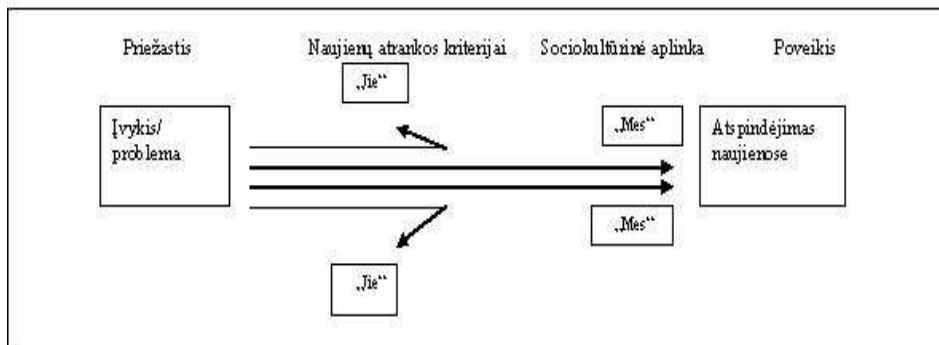 Priežastis Naujienų atrankos kriterijai Sociokultūrinė aplinka Poveikis
„Jie“
Įvykis/
problema
„Mes“
Atspindėjimas
naujienose
„Mes“
„Jie“